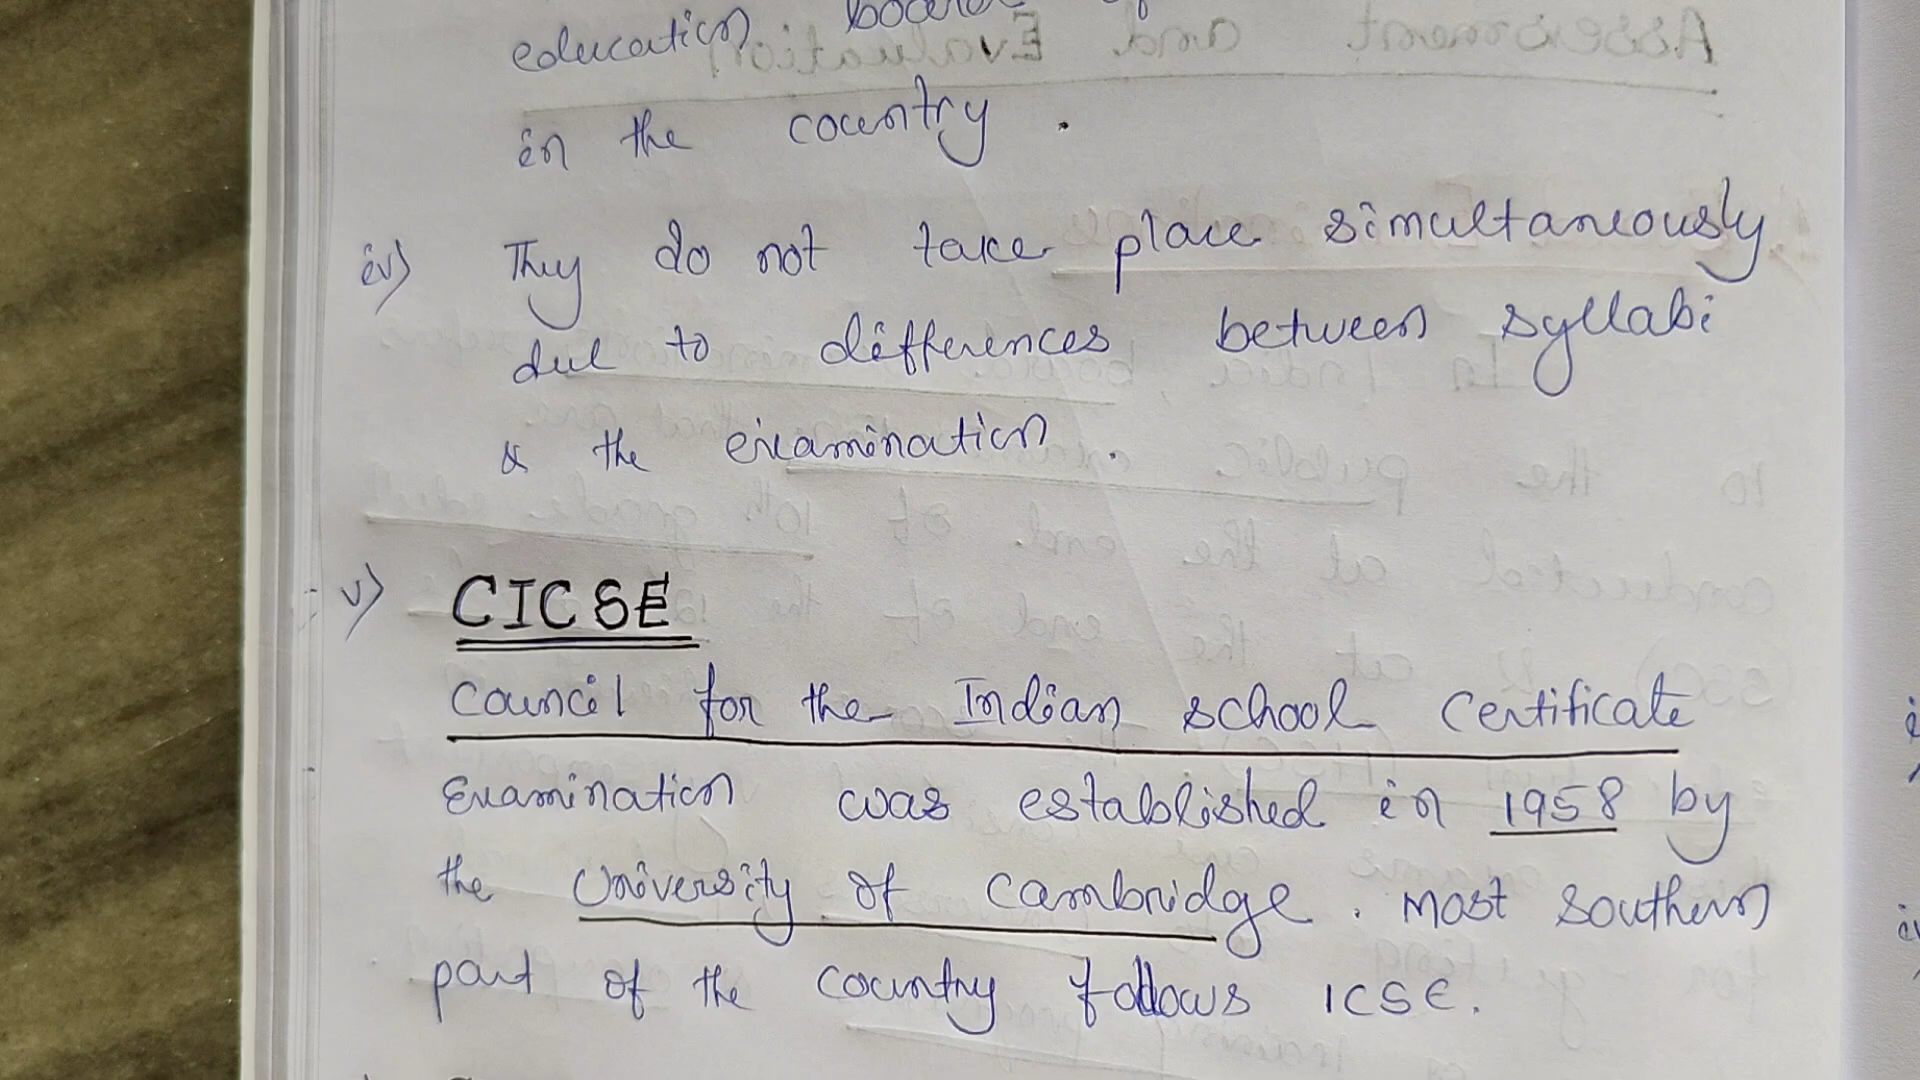 education board
in the country .
iv) They do not take place simultaneously
due to differences between syllabi
& the examination .
v) CICSE
Council for the Indian school Certificate
Examination was established in 1958 by
the University of Cambridge . Most Southern
part of the country follows ICSE.